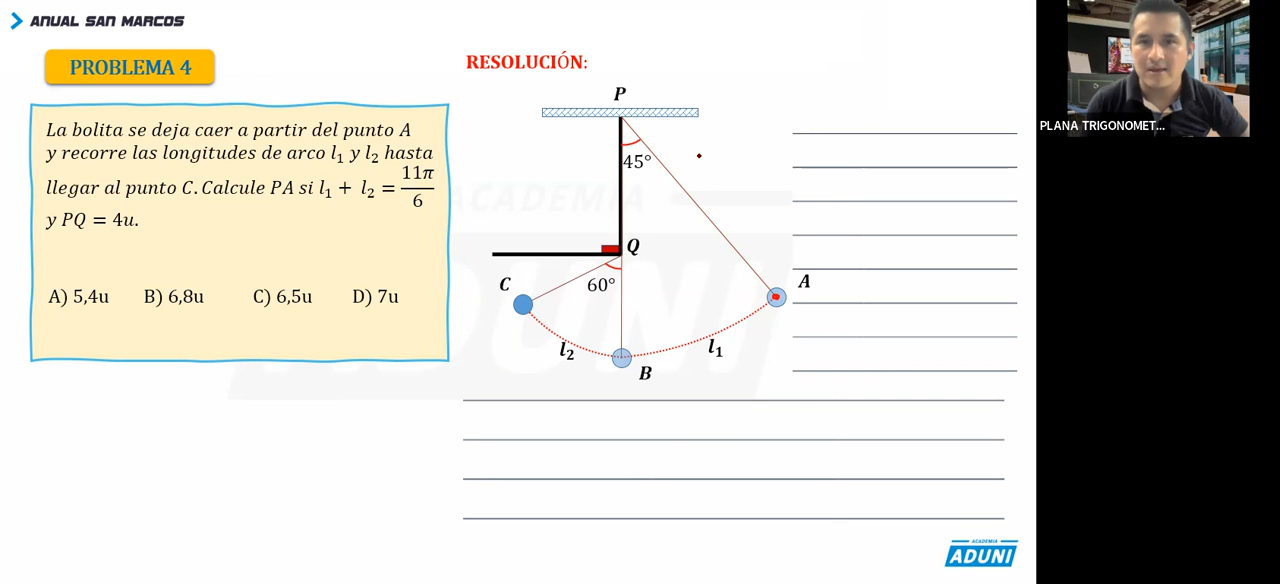 ANUAL SAN MARCOS
PROBLEMA 4
La bolita se deja caer a partir del punto A
y recorre las longitudes de arco l₁ y l₂ hasta
llegar al punto C. Calcule PA si l₁ + l₂ = 11π/6
y PQ = 4u.
A) 5,4u B) 6,8u C) 6,5u D) 7u
RESOLUCIÓN:
P
45°
Q
C
60°
A
l₂
l₁
B
ACADEMIA
ADUNI
PLANA TRIGONOMET...
ACADEMIA
ADUNI